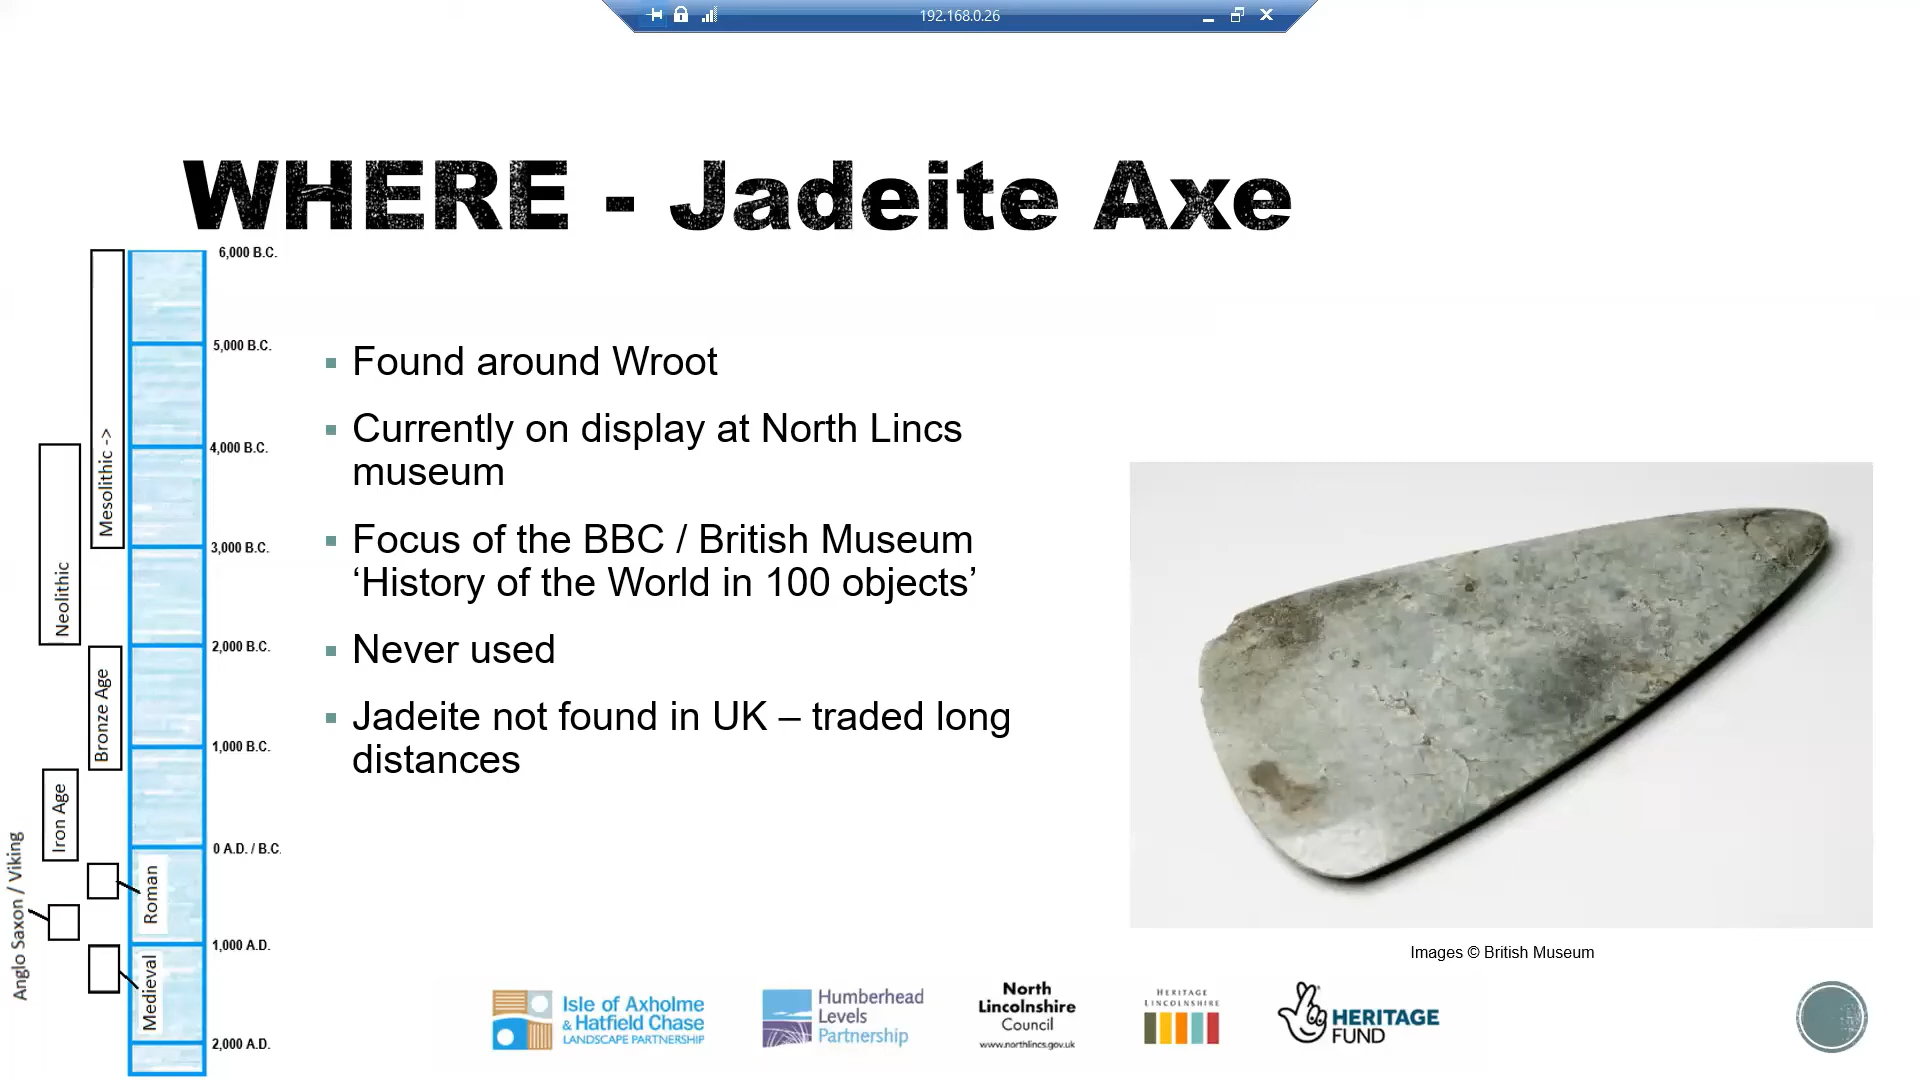 192.168.0.26
WHERE - Jadeite Axe
6,000 B.C.
5,000 B.C.
4,000 B.C.
3,000 B.C.
2,000 B.C.
1,000 B.C.
0 A.D. / B.C.
1,000 A.D.
2,000 A.D.
Mesolithic ->
Neolithic
Bronze Age
Iron Age
Roman
Anglo Saxon / Viking
Medieval
Found around Wroot
Currently on display at North Lincs
museum
Focus of the BBC / British Museum
‘History of the World in 100 objects’
Never used
Jadeite not found in UK – traded long
distances
Images © British Museum
Isle of Axholme
& Hatfield Chase
LANDSCAPE PARTNERSHIP
Humberhead
Levels
Partnership
North
Lincolnshire
Council
www.northlincs.gov.uk
HERITAGE
LINCOLNSHIRE
HERITAGE
FUND